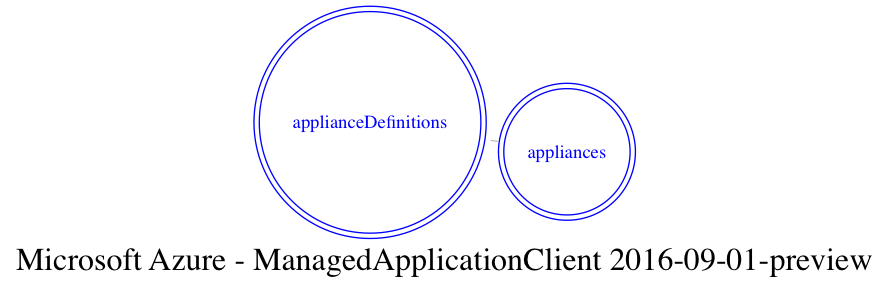 applianceDefinitions
appliances
Microsoft Azure - ManagedApplicationClient 2016-09-01-preview